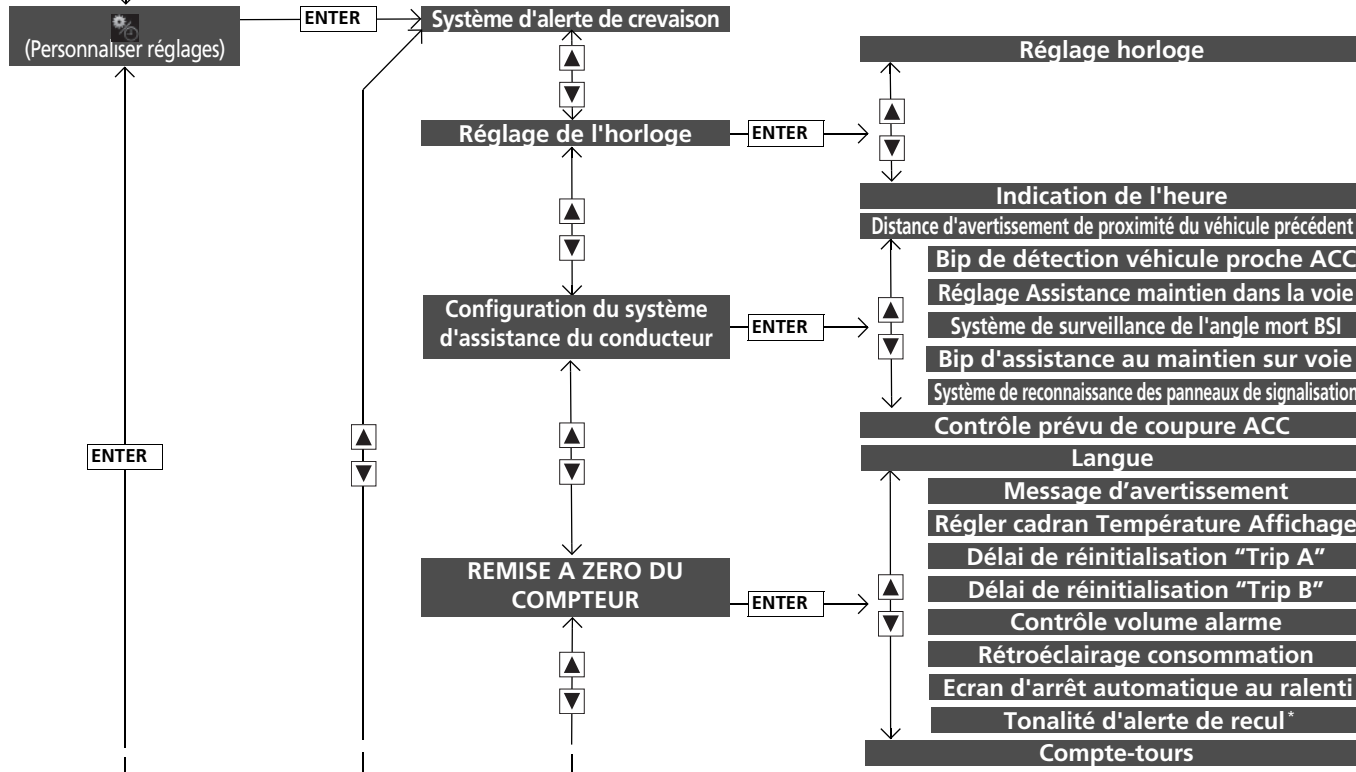 (Personnaliser réglages)
ENTER
Système d'alerte de crevaison
▲
▼
Réglage de l'horloge
ENTER
Réglage horloge
▲
▼
Indication de l'heure
▲
▼
Configuration du système
d'assistance du conducteur
ENTER
Distance d'avertissement de proximité du véhicule précédent
Bip de détection véhicule proche ACC
Réglage Assistance maintien dans la voie
▲
▼
Système de surveillance de l'angle mort BSI
Bip d'assistance au maintien sur voie
Système de reconnaissance des panneaux de signalisation
Contrôle prévu de coupure ACC
ENTER
▲
▼
▲
▼
REMISE A ZERO DU
COMPTEUR
ENTER
Langue
Message d’avertissement
Régler cadran Température Affichage
Délai de réinitialisation “Trip A”
▲
▼
Délai de réinitialisation “Trip B”
Contrôle volume alarme
Rétroéclairage consommation
Ecran d'arrêt automatique au ralenti
Tonalité d'alerte de recul*
Compte-tours
▲
▼